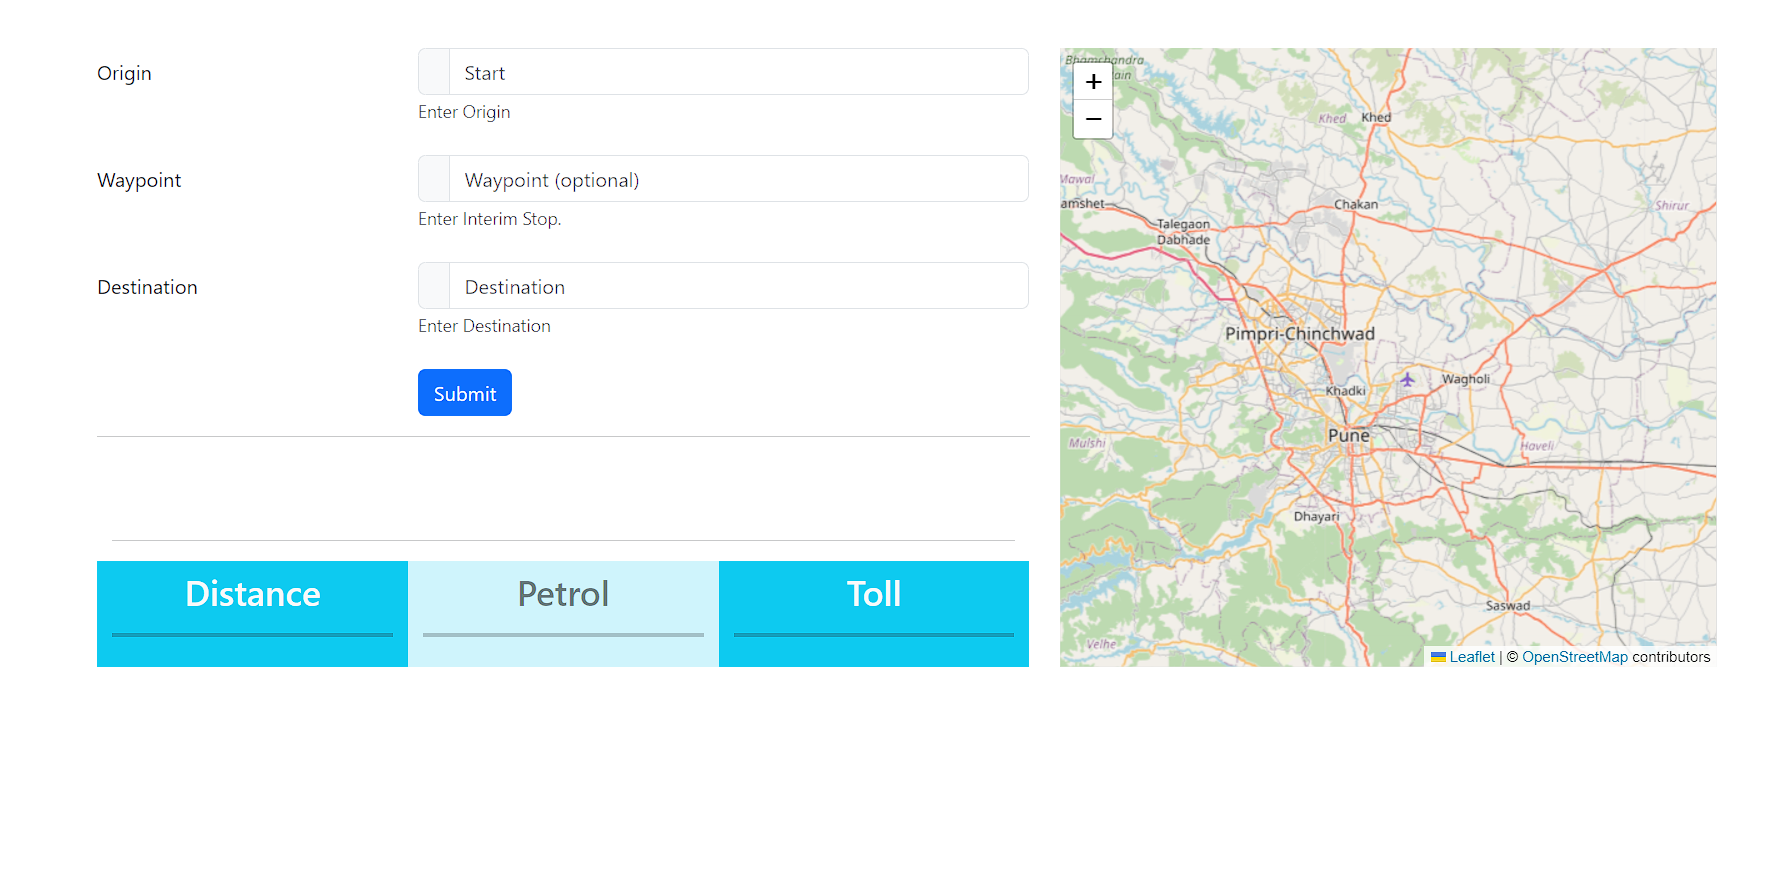 Origin
Start
Enter Origin
Waypoint
Waypoint (optional)
Enter Interim Stop.
Destination
Destination
Enter Destination
Submit
Distance
Petrol
Toll
Bhamchandra
ain
+
−
Khed Khed
Mawal
amshet
Chakan
Shirur
Talegaon
Dabhade
Pimpri-Chinchwad
Khadki
Wagholi
Pune
Mulshi
Haveli
Dhayari
Saswad
Velhe
Leaflet | © OpenStreetMap contributors